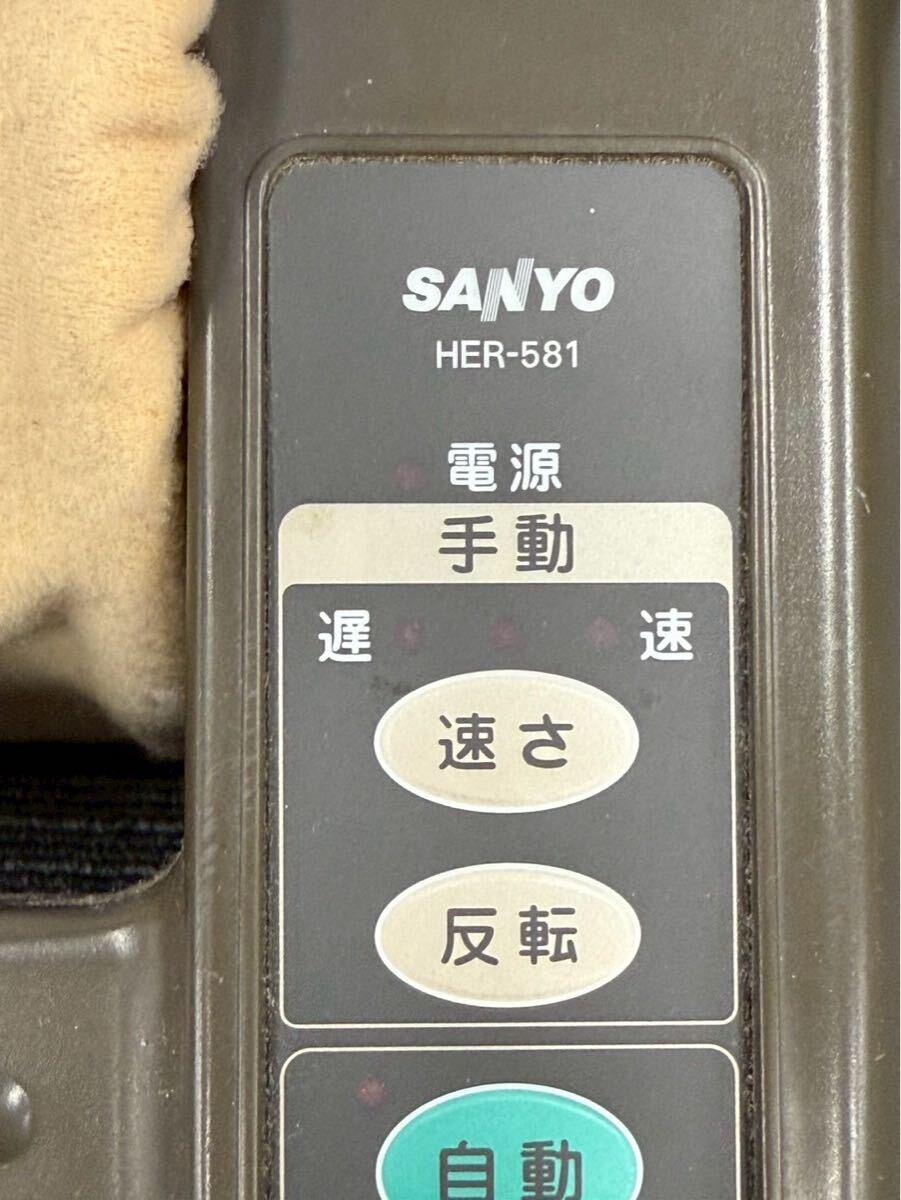 SANYO
HER-581
電源
手動
遅 速
速さ
反転
自動